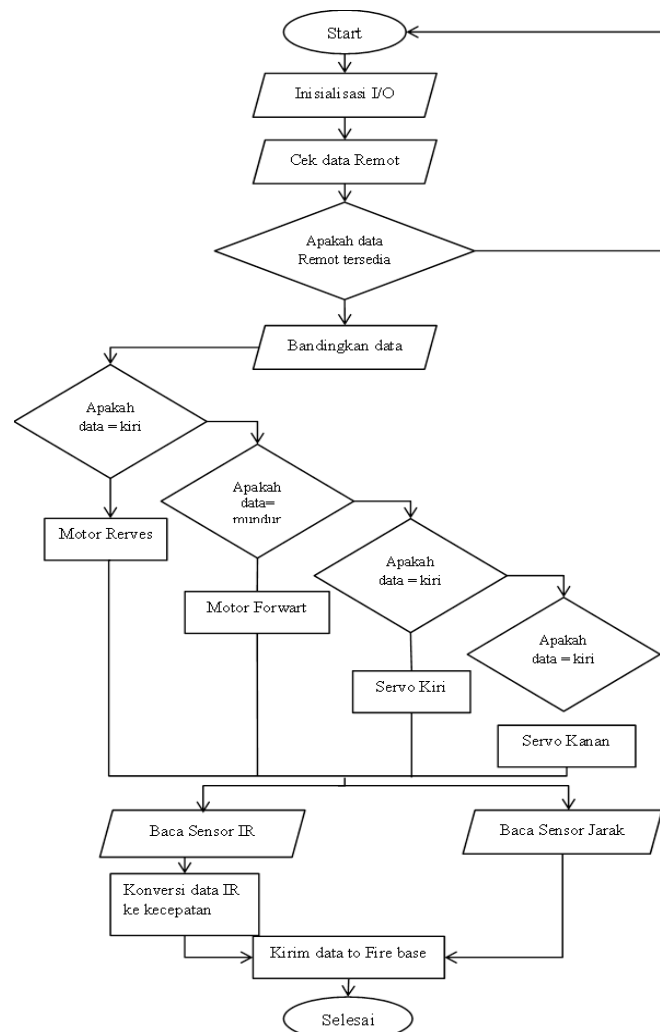 Start
Inisialisasi I/O
Cek data Remot
Apakah data
Remot tersedia
Bandingkan data
Apakah
data = kiri
Motor Rerves
Apakah
data=
mundur
Motor Forwart
Apakah
data = kiri
Servo Kiri
Apakah
data = kiri
Servo Kanan
Baca Sensor IR
Baca Sensor Jarak
Konversi data IR
ke kecepatan
Kirim data to Fire base
Selesai